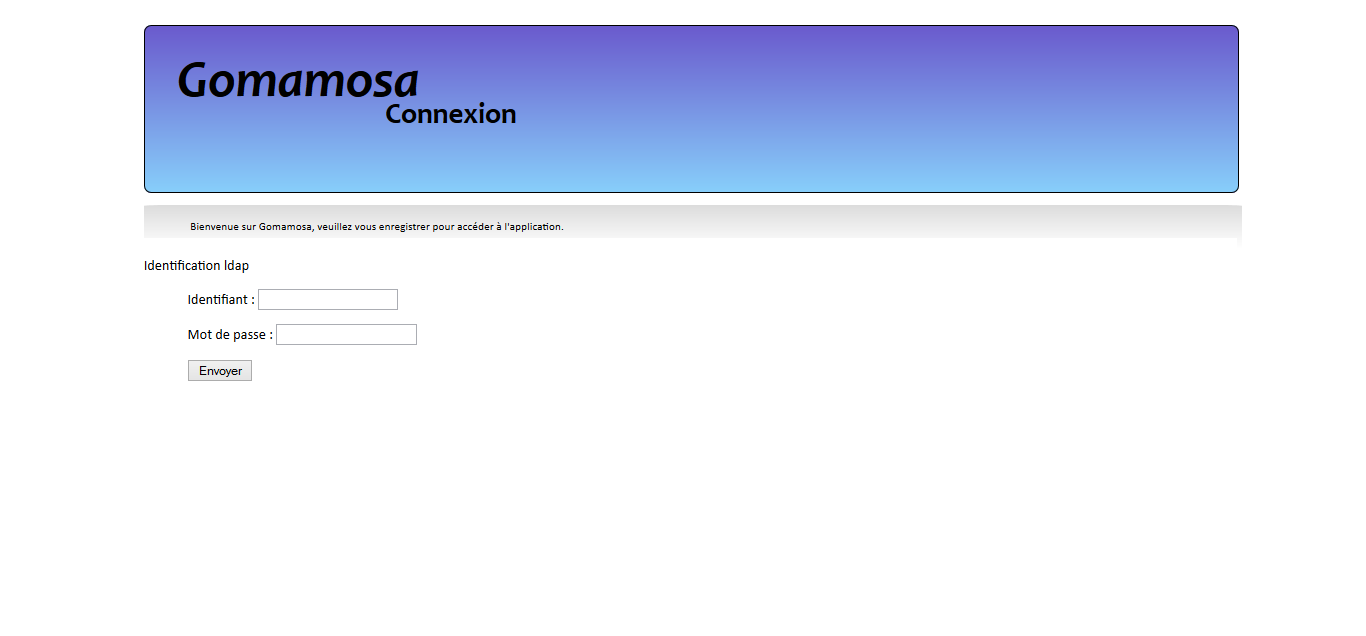 Gomamosa
Connexion
Bienvenue sur Gomamosa, veuillez vous enregistrer pour accéder à l'application.
Identification ldap
Identifiant :
Mot de passe :
Envoyer